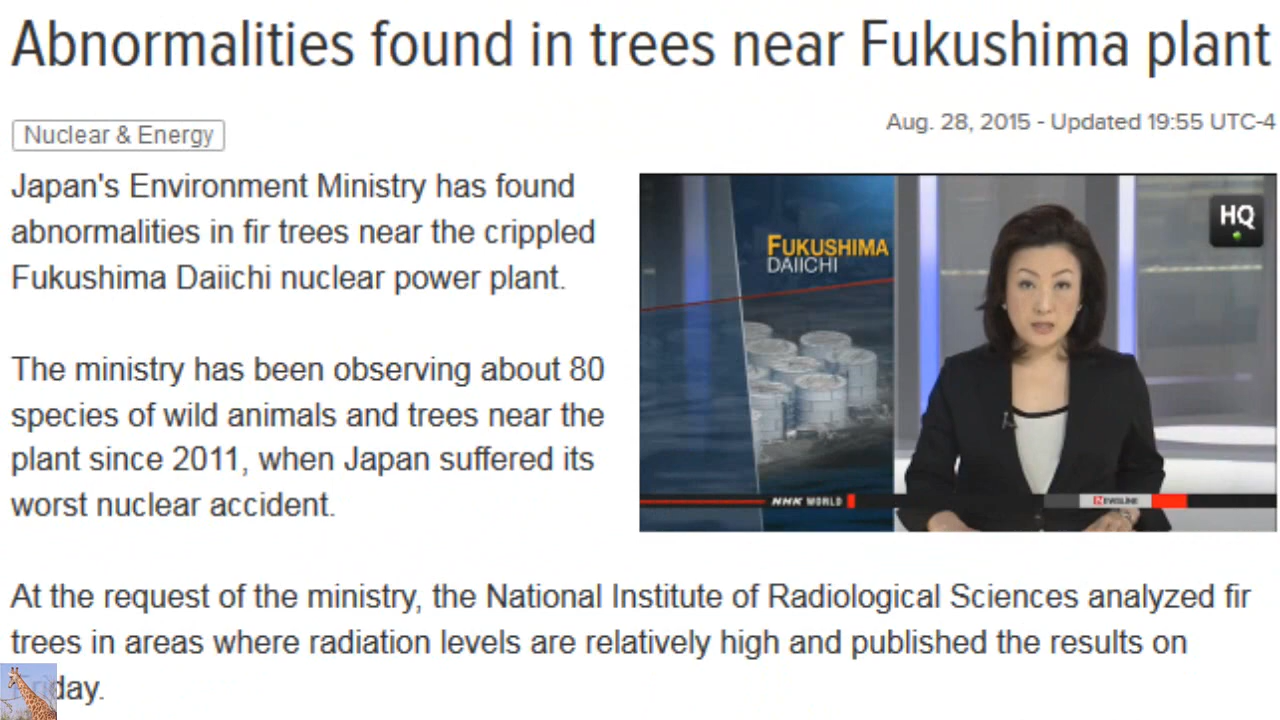 Abnormalities found in trees near Fukushima plant
Nuclear & Energy
Aug. 28, 2015 - Updated 19:55 UTC-4
Japan's Environment Ministry has found
abnormalities in fir trees near the crippled
Fukushima Daiichi nuclear power plant.
HQ
FUKUSHIMA
DAIICHI
The ministry has been observing about 80
species of wild animals and trees near the
plant since 2011, when Japan suffered its
worst nuclear accident.
NHK WORLD
NEWSLINE
At the request of the ministry, the National Institute of Radiological Sciences analyzed fir
trees in areas where radiation levels are relatively high and published the results on
Friday.